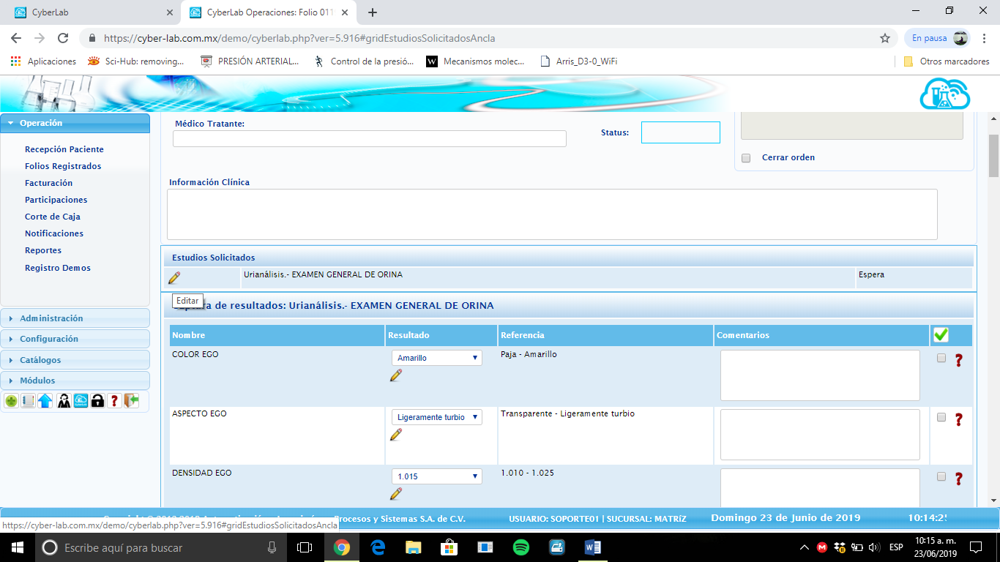 CyberLab
CyberLab Operaciones: Folio 011
https://cyber-lab.com.mx/demo/cyberlab.php?ver=5.916#gridEstudiosSolicitadosAncla
En pausa
Aplicaciones
Sci-Hub: removing...
PRESIÓN ARTERIAL...
Control de la presió...
W Mecanismos molec...
Arris_D3-0_WiFi
Otros marcadores
Operación
Recepción Paciente
Folios Registrados
Facturación
Participaciones
Corte de Caja
Notificaciones
Reportes
Registro Demos
Administración
Configuración
Catálogos
Módulos
Médico Tratante:
Status:
Cerrar orden
Información Clínica
Estudios Solicitados
Urianálisis.- EXAMEN GENERAL DE ORINA Espera
Editar
de resultados: Urianálisis.- EXAMEN GENERAL DE ORINA
Nombre Resultado Referencia Comentarios
COLOR EGO Amarillo Paja - Amarillo ?
ASPECTO EGO Ligeramente turbio Transparente - Ligeramente turbio ?
DENSIDAD EGO 1.015 1.010 - 1.025 ?
Procesos y Sistemas S.A. de C.V. USUARIO: SOPORTE01 | SUCURSAL: MATRíZ Domingo 23 de Junio de 2019 10:14:25
https://cyber-lab.com.mx/demo/cyberlab.php?ver=5.916#gridEstudiosSolicitadosAncla
Escribe aquí para buscar
ESP
10:15 a. m.
23/06/2019